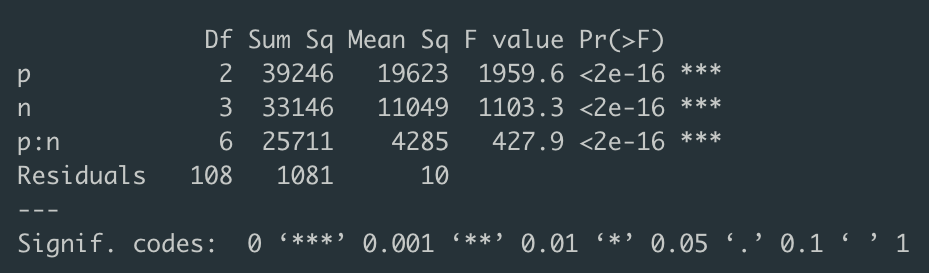 Df Sum Sq Mean Sq F value Pr(>F)
p 2 39246 19623 1959.6 <2e-16 ***
n 3 33146 11049 1103.3 <2e-16 ***
p:n 6 25711 4285 427.9 <2e-16 ***
Residuals 108 1081 10
---
Signif. codes: 0 ‘***’ 0.001 ‘**’ 0.01 ‘*’ 0.05 ‘.’ 0.1 ‘ ’ 1